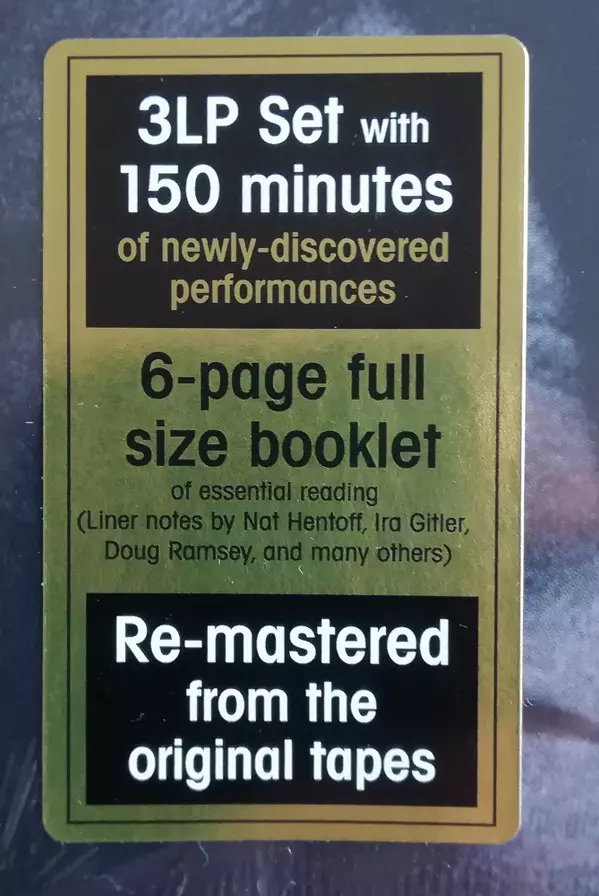 3LP Set with
150 minutes
of newly-discovered
performances
6-page full
size booklet
of essential reading
(Liner notes by Nat Hentoff, Ira Gitler,
Doug Ramsey, and many others)
Re-mastered
from the
original tapes